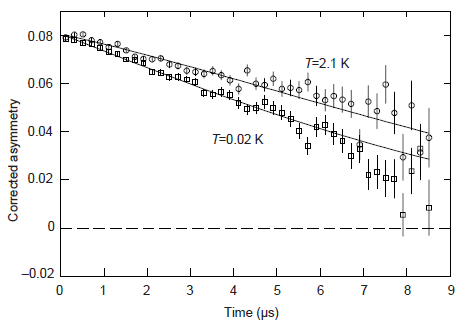 0.08
0.06
0.04
0.02
0
–0.02
Corrected asymmetry
T=2.1 K
T=0.02 K
0 1 2 3 4 5 6 7 8 9
Time (μs)